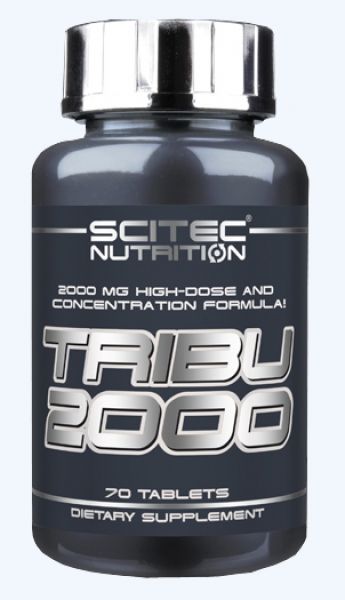 SCITEC®
NUTRITION
2000 MG HIGH-DOSE AND
CONCENTRATION FORMULA!
TRIBU
2000
70 TABLETS
DIETARY SUPPLEMENT